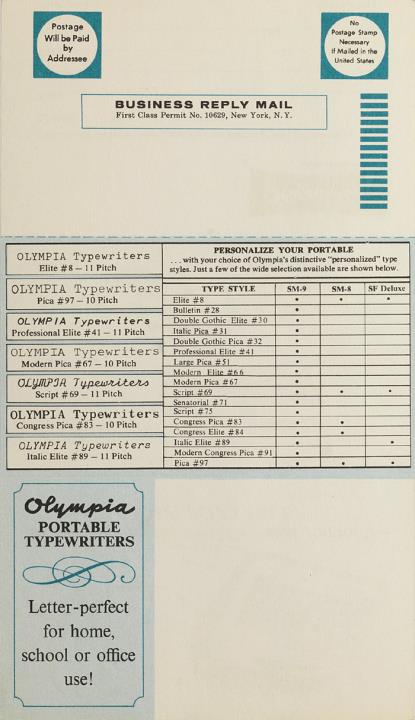 Postage
Will be Paid
by
Addressee
No
Postage Stamp
Necessary
If Mailed in the
United States
BUSINESS REPLY MAIL
First Class Permit No. 10629, New York, N.Y.
OLYMPIA Typewriters
Elite #8 — 11 Pitch
OLYMPIA Typewriters
Pica #97 — 10 Pitch
OLYMPIA Typewriters
Professional Elite #41 — 11 Pitch
OLYMPIA Typewriters
Modern Pica #67 — 10 Pitch
OLYMPIA Typewriters
Script #69 — 11 Pitch
OLYMPIA Typewriters
Congress Pica #83 — 10 Pitch
OLYMPIA Typewriters
Italic Elite #89 — 11 Pitch
PERSONALIZE YOUR PORTABLE
. . . with your choice of Olympia's distinctive "personalized" type
styles. Just a few of the wide selection available are shown below.
TYPE STYLE SM-9 SM-8 SF Deluxe
Elite #8 • • •
Bulletin #28 •
Double Gothic Elite #30 •
Italic Pica #31 •
Double Gothic Pica #32 •
Professional Elite #41 •
Large Pica #51 •
Modern Elite #66 •
Modern Pica #67 •
Script #69 • • •
Senatorial #71 •
Script #75 •
Congress Pica #83 • •
Congress Elite #84 • •
Italic Elite #89 • •
Modern Congress Pica #91 •
Pica #97 • • •
Olympia
PORTABLE
TYPEWRITERS
Letter-perfect
for home,
school or office
use!